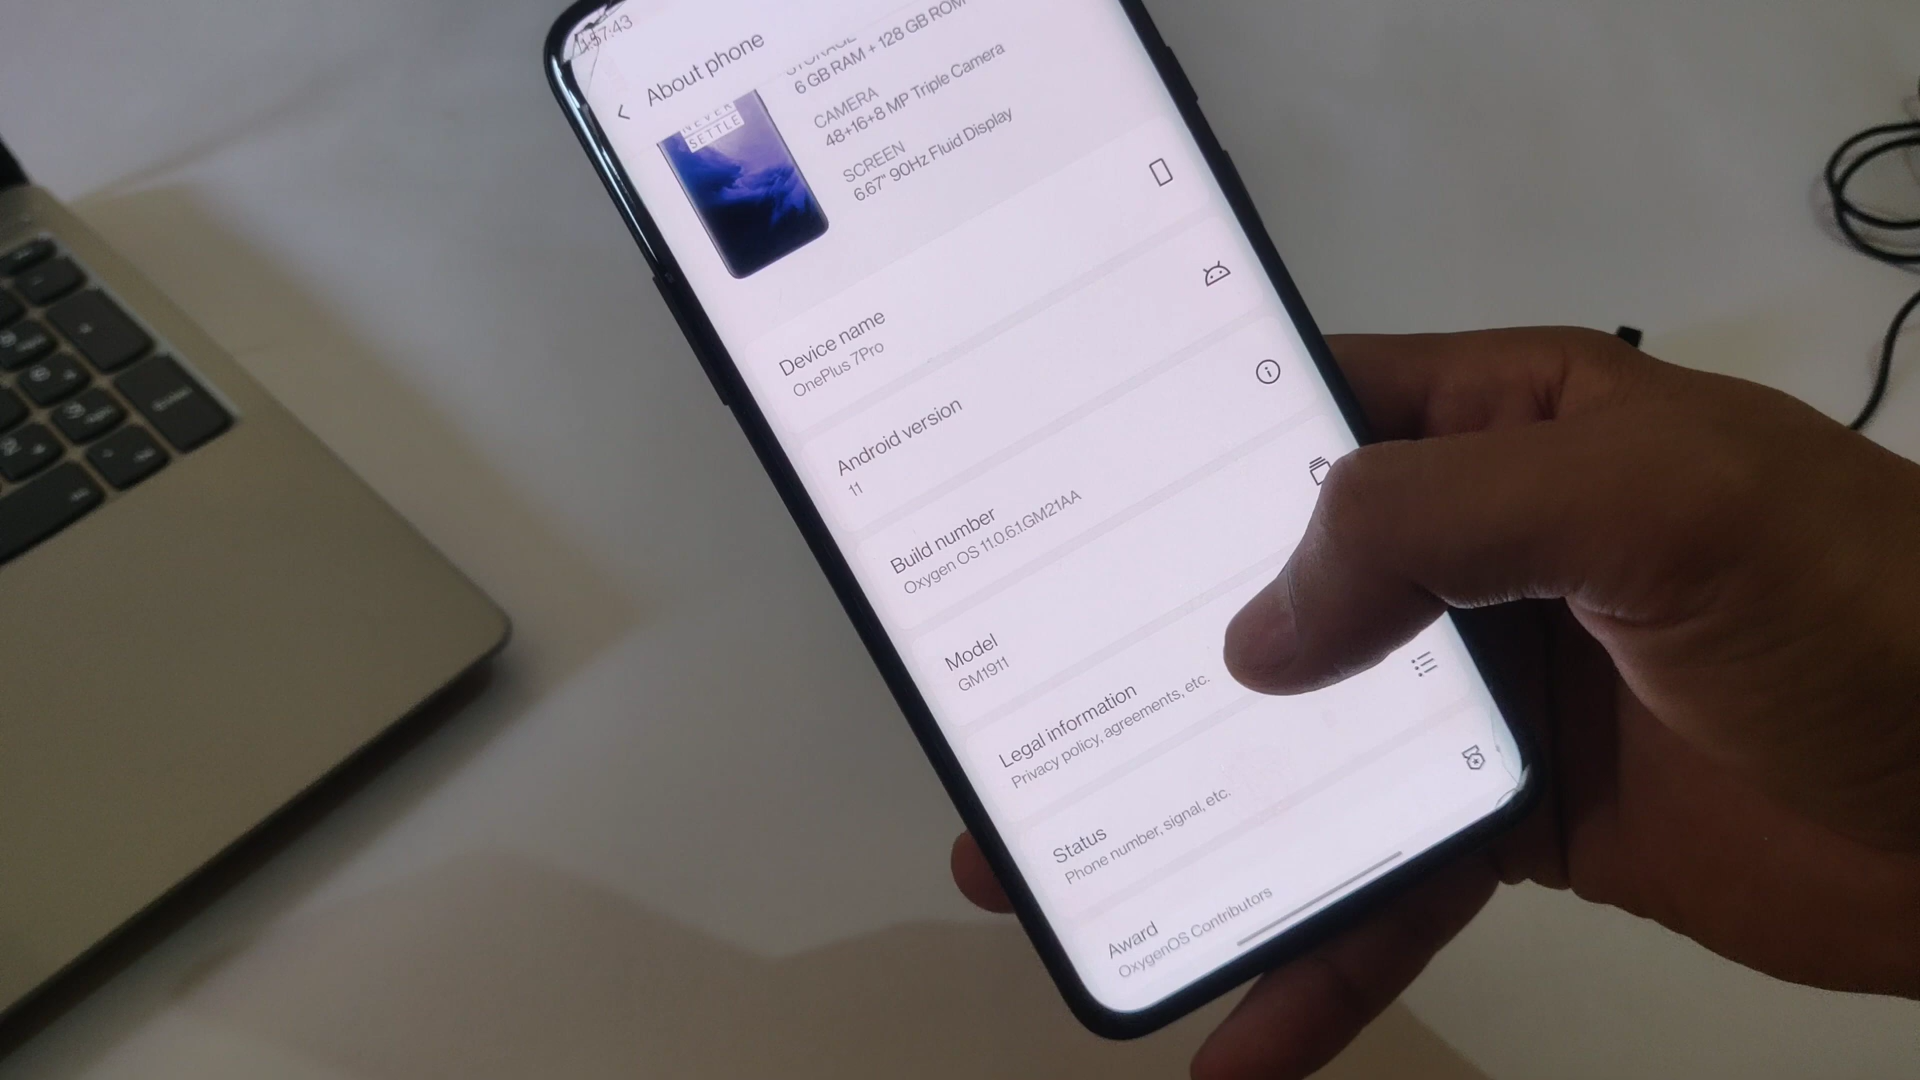 About phone
NEVER
SETTLE
STORAGE
6 GB RAM + 128 GB ROM
CAMERA
48+16+8 MP Triple Camera
SCREEN
6.67" 90Hz Fluid Display
Device name
OnePlus 7Pro
Android version
11
Build number
Oxygen OS 11.0.6.1.GM21AA
Model
GM1911
Legal information
Privacy policy, agreements, etc.
Status
Phone number, signal, etc.
Award
OxygenOS Contributors